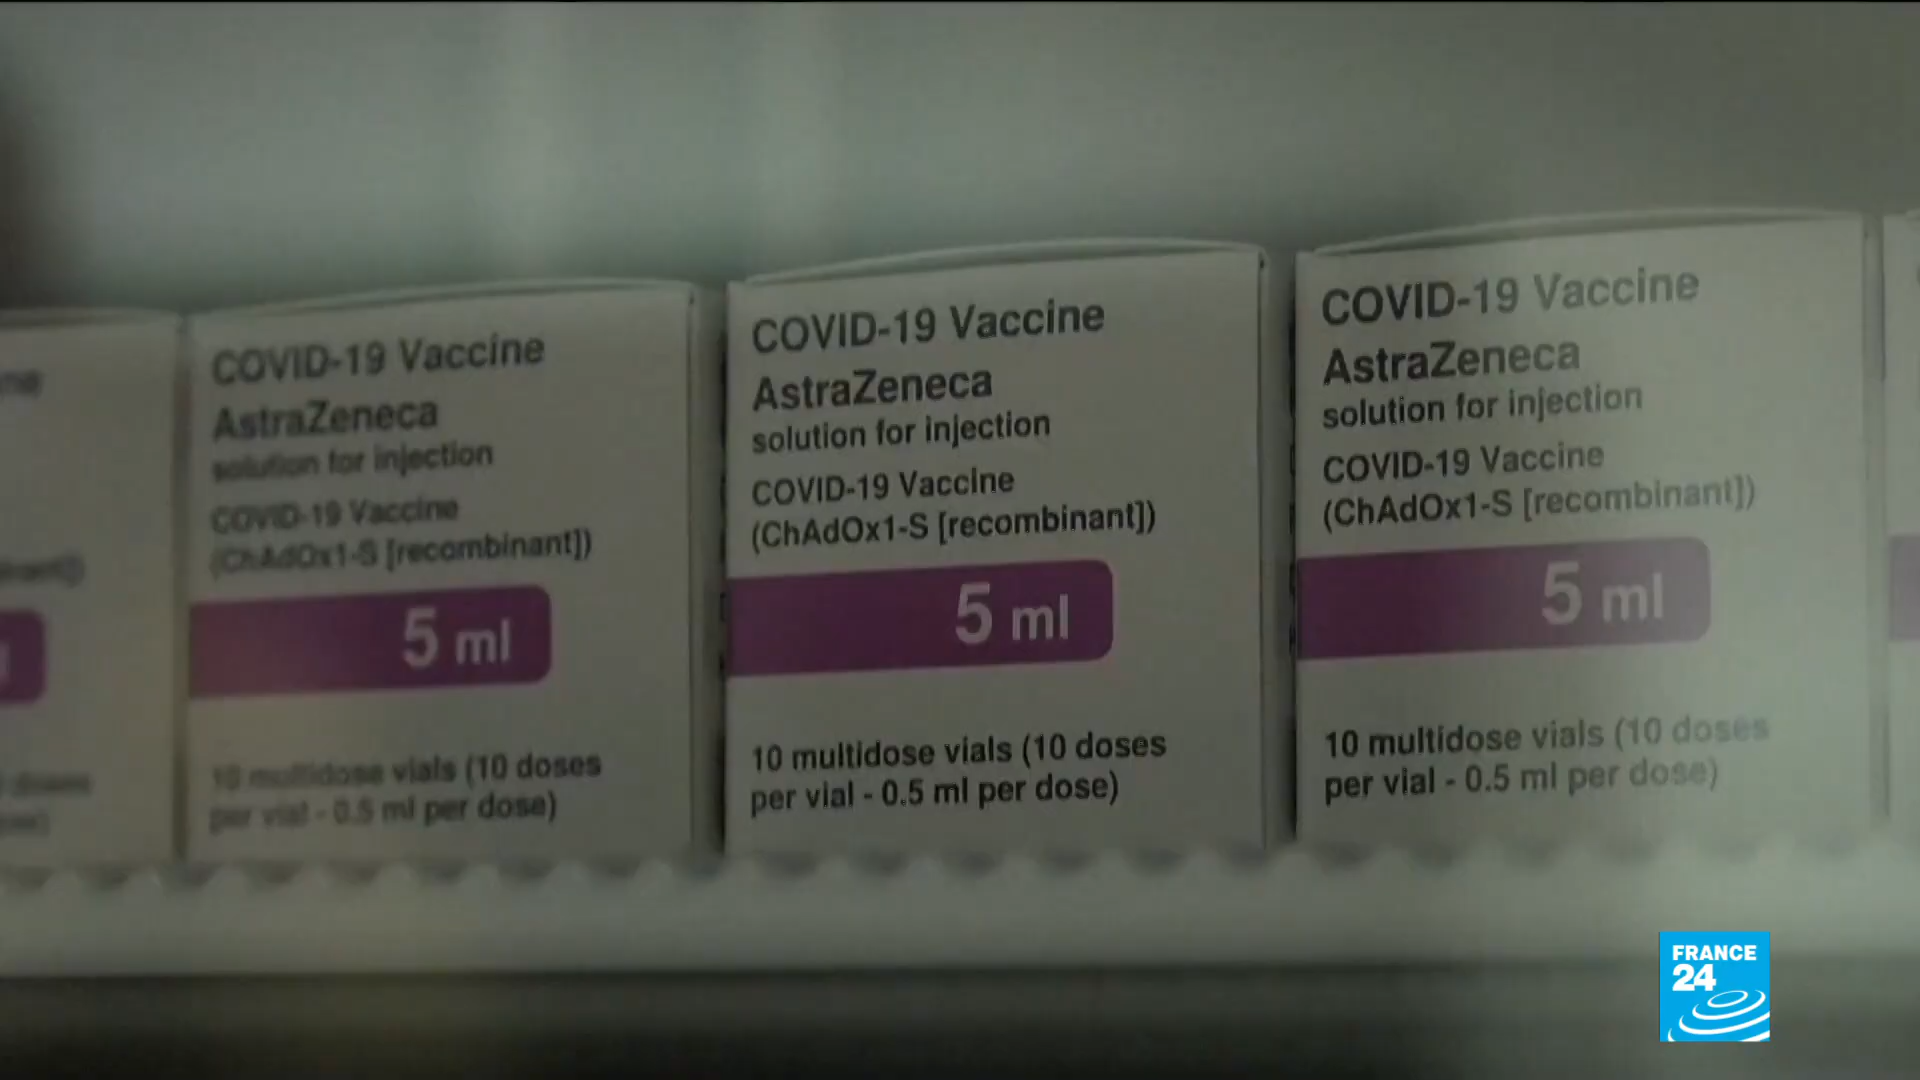 COVID-19 Vaccine
AstraZeneca
solution for injection
COVID-19 Vaccine
(ChAdOx1-S [recombinant])
5 ml
10 multidose vials (10 doses
per vial - 0.5 ml per dose)
COVID-19 Vaccine
AstraZeneca
solution for injection
COVID-19 Vaccine
(ChAdOx1-S [recombinant])
5 ml
10 multidose vials (10 doses
per vial - 0.5 ml per dose)
COVID-19 Vaccine
AstraZeneca
solution for injection
COVID-19 Vaccine
(ChAdOx1-S [recombinant])
5 ml
10 multidose vials (10 doses
per vial - 0.5 ml per dose)
FRANCE
24